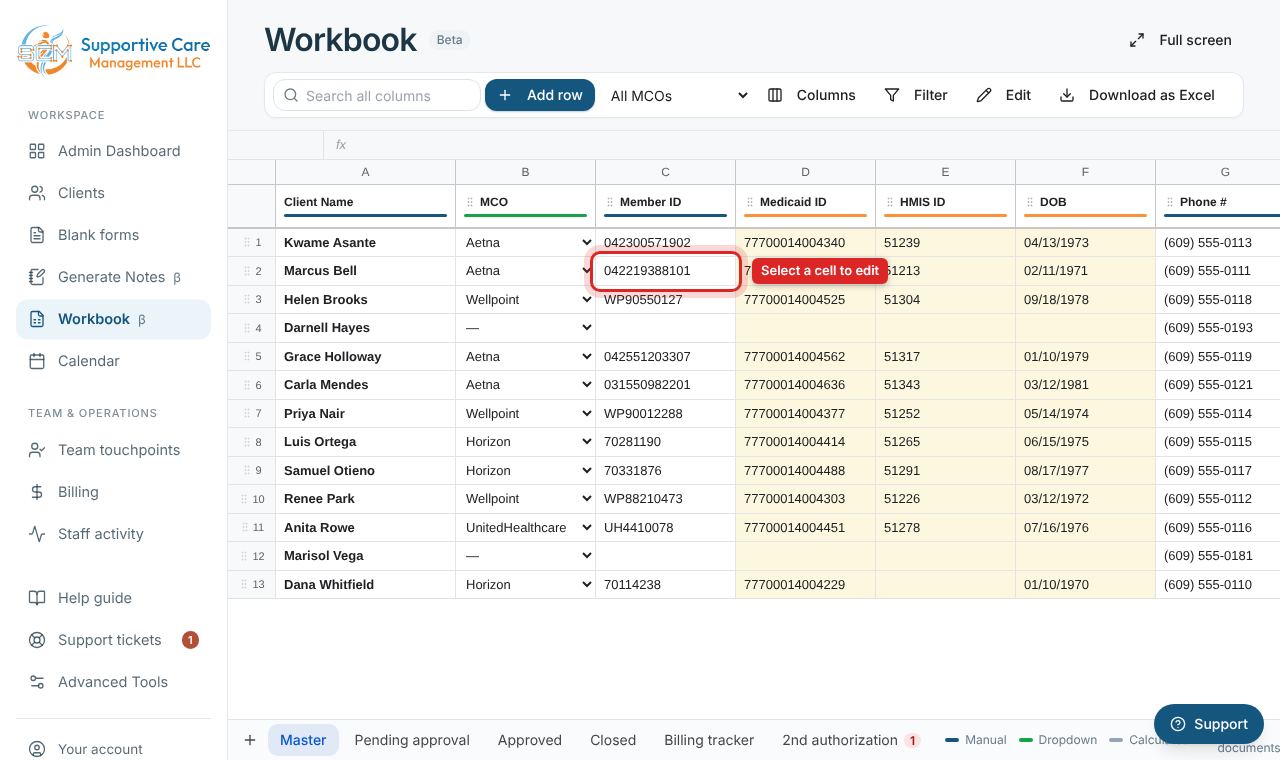 SCM
Supportive Care
Management LLC
WORKSPACE
Admin Dashboard
Clients
Blank forms
Generate Notes β
Workbook β
Calendar
TEAM & OPERATIONS
Team touchpoints
Billing
Staff activity
Help guide
Support tickets 1
Advanced Tools
Your account
Workbook Beta
Full screen
Search all columns
Add row
All MCOs
Columns
Filter
Edit
Download as Excel
fx
A B C D E F G
Client Name MCO Member ID Medicaid ID HMIS ID DOB Phone #
1 Kwame Asante Aetna 042300571902 77700014004340 51239 04/13/1973 (609) 555-0113
2 Marcus Bell Aetna 042219388101 7 Select a cell to edit 51213 02/11/1971 (609) 555-0111
3 Helen Brooks Wellpoint WP90550127 77700014004525 51304 09/18/1978 (609) 555-0118
4 Darnell Hayes — (609) 555-0193
5 Grace Holloway Aetna 042551203307 77700014004562 51317 01/10/1979 (609) 555-0119
6 Carla Mendes Aetna 031550982201 77700014004636 51343 03/12/1981 (609) 555-0121
7 Priya Nair Wellpoint WP90012288 77700014004377 51252 05/14/1974 (609) 555-0114
8 Luis Ortega Horizon 70281190 77700014004414 51265 06/15/1975 (609) 555-0115
9 Samuel Otieno Horizon 70331876 77700014004488 51291 08/17/1977 (609) 555-0117
10 Renee Park Wellpoint WP88210473 77700014004303 51226 03/12/1972 (609) 555-0112
11 Anita Rowe UnitedHealthcare UH4410078 77700014004451 51278 07/16/1976 (609) 555-0116
12 Marisol Vega — (609) 555-0181
13 Dana Whitfield Horizon 70114238 77700014004229 01/10/1970 (609) 555-0110
Master
Pending approval
Approved
Closed
Billing tracker
2nd authorization 1
Manual
Dropdown
documents
Support